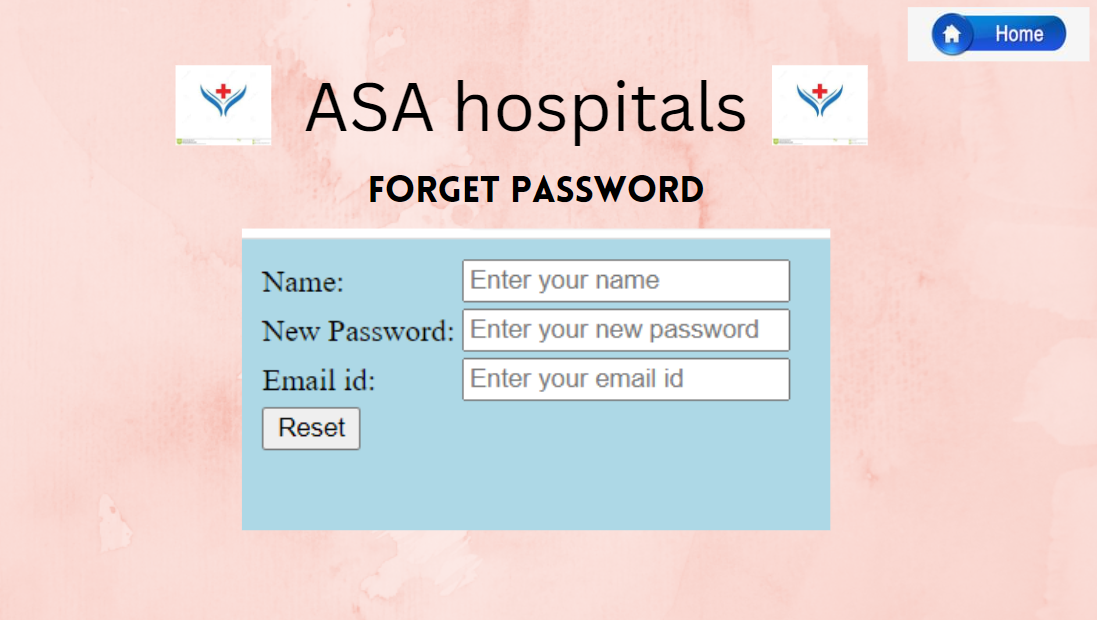 Home
ASA hospitals
FORGET PASSWORD
Name: Enter your name
New Password: Enter your new password
Email id: Enter your email id
Reset